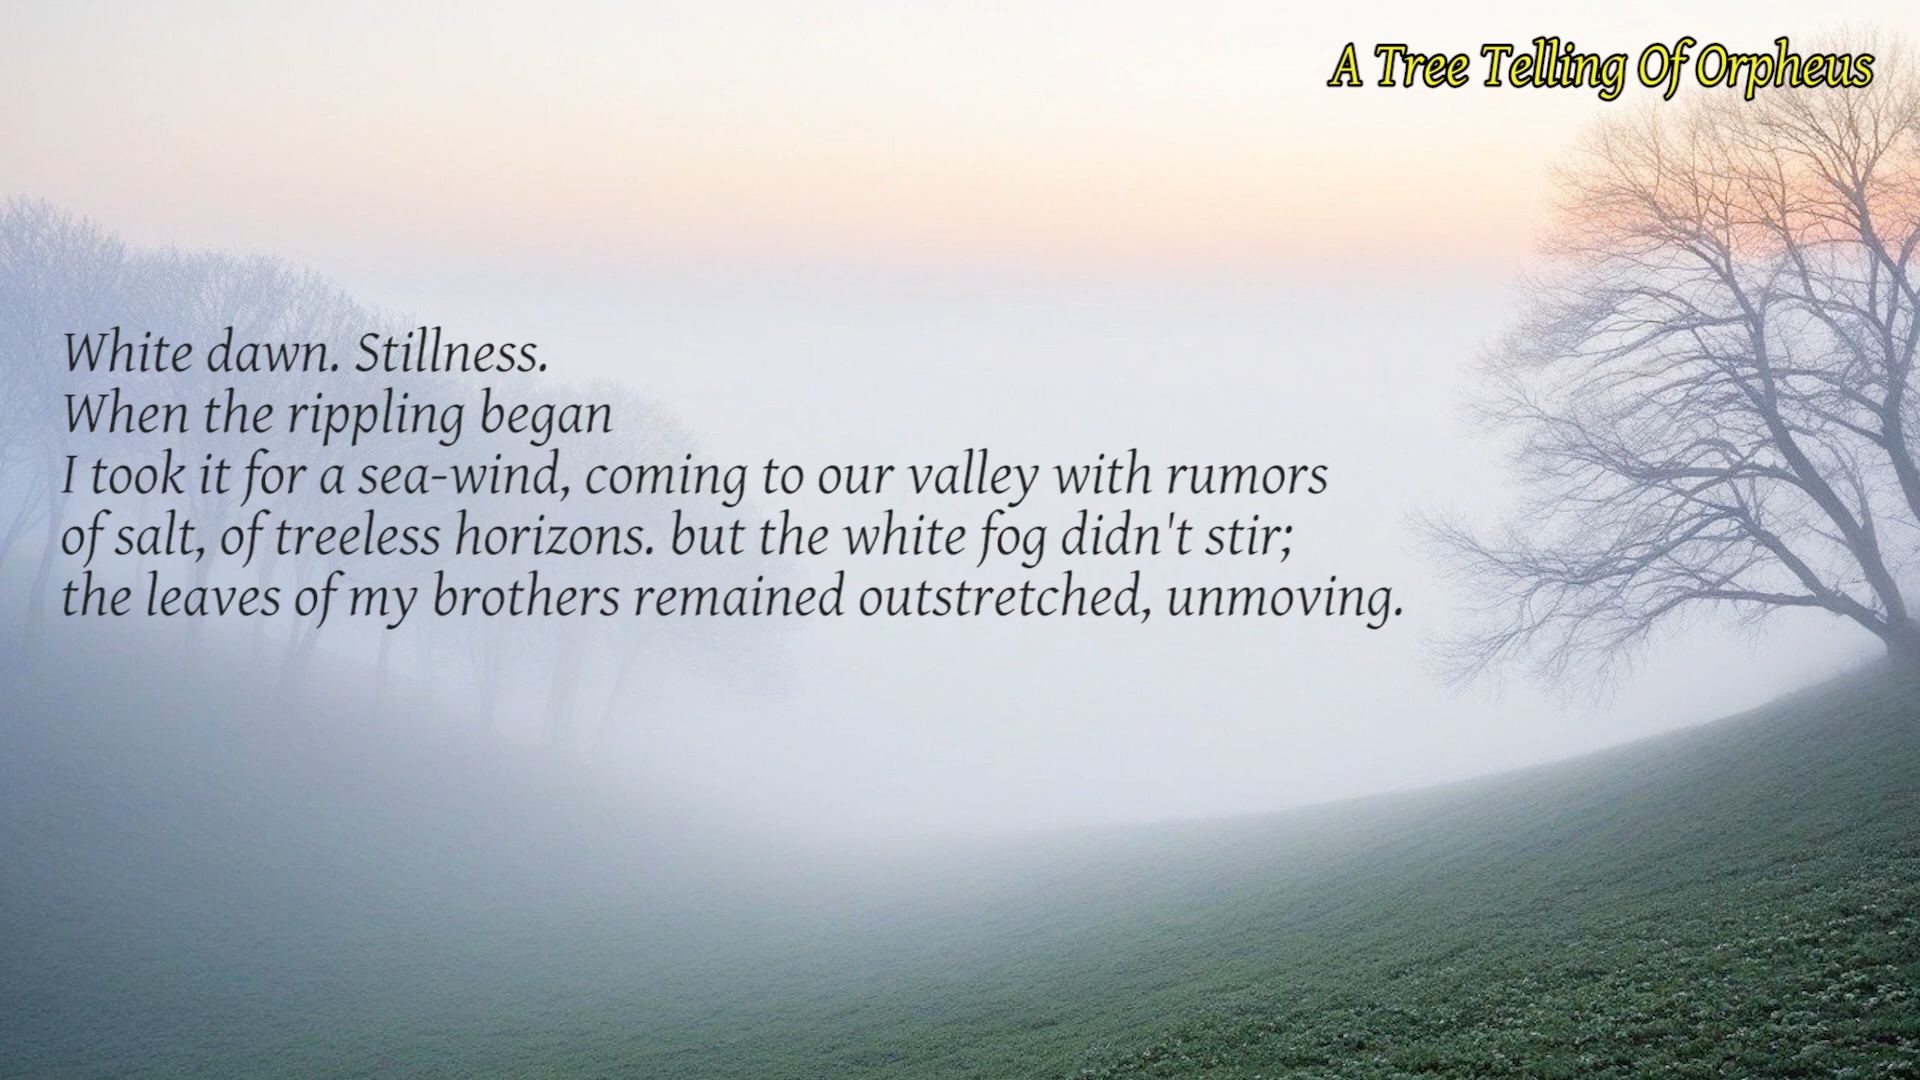 A Tree Telling Of Orpheus
White dawn. Stillness.
When the rippling began
I took it for a sea-wind, coming to our valley with rumors
of salt, of treeless horizons. but the white fog didn't stir;
the leaves of my brothers remained outstretched, unmoving.